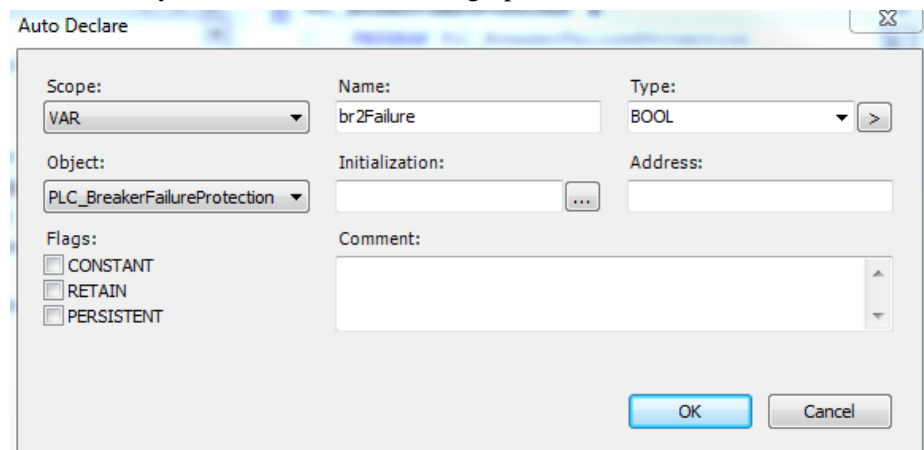 Auto Declare
Scope: Name: Type:
VAR br2Failure BOOL >
Object: Initialization: Address:
PLC_BreakerFailureProtection ...
Flags: Comment:
CONSTANT
RETAIN
PERSISTENT
OK Cancel